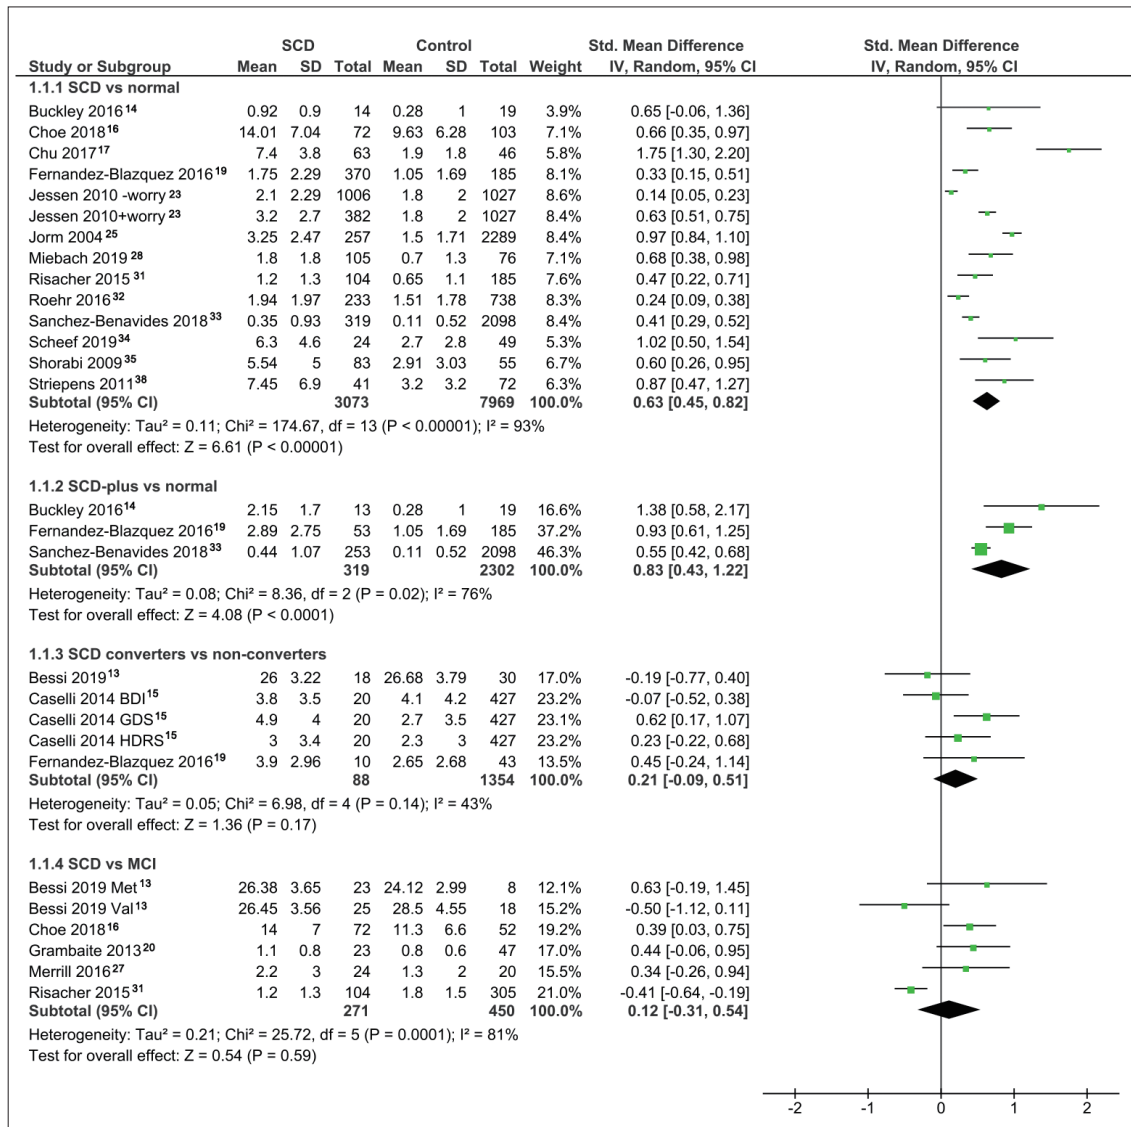 SCD Control Std. Mean Difference Std. Mean Difference
Study or Subgroup Mean SD Total Mean SD Total Weight IV, Random, 95% CI IV, Random, 95% CI
1.1.1 SCD vs normal
Buckley 2016¹⁴ 0.92 0.9 14 0.28 1 19 3.9% 0.65 [-0.06, 1.36]
Choe 2018¹⁶ 14.01 7.04 72 9.63 6.28 103 7.1% 0.66 [0.35, 0.97]
Chu 2017¹⁷ 7.4 3.8 63 1.9 1.8 46 5.8% 1.75 [1.30, 2.20]
Fernandez-Blazquez 2016¹⁹ 1.75 2.29 370 1.05 1.69 185 8.1% 0.33 [0.15, 0.51]
Jessen 2010 -worry ²³ 2.1 2.29 1006 1.8 2 1027 8.6% 0.14 [0.05, 0.23]
Jessen 2010+worry ²³ 3.2 2.7 382 1.8 2 1027 8.4% 0.63 [0.51, 0.75]
Jorm 2004 ²⁵ 3.25 2.47 257 1.5 1.71 2289 8.4% 0.97 [0.84, 1.10]
Miebach 2019 ²⁸ 1.8 1.8 105 0.7 1.3 76 7.1% 0.68 [0.38, 0.98]
Risacher 2015 ³¹ 1.2 1.3 104 0.65 1.1 185 7.6% 0.47 [0.22, 0.71]
Roehr 2016³² 1.94 1.97 233 1.51 1.78 738 8.3% 0.24 [0.09, 0.38]
Sanchez-Benavides 2018³³ 0.35 0.93 319 0.11 0.52 2098 8.4% 0.41 [0.29, 0.52]
Scheef 2019³⁴ 6.3 4.6 24 2.7 2.8 49 5.3% 1.02 [0.50, 1.54]
Shorabi 2009³⁵ 5.54 5 83 2.91 3.03 55 6.7% 0.60 [0.26, 0.95]
Striepens 2011³⁸ 7.45 6.9 41 3.2 3.2 72 6.3% 0.87 [0.47, 1.27]
Subtotal (95% CI) 3073 7969 100.0% 0.63 [0.45, 0.82]
Heterogeneity: Tau² = 0.11; Chi² = 174.67, df = 13 (P < 0.00001); I² = 93%
Test for overall effect: Z = 6.61 (P < 0.00001)
1.1.2 SCD-plus vs normal
Buckley 2016¹⁴ 2.15 1.7 13 0.28 1 19 16.6% 1.38 [0.58, 2.17]
Fernandez-Blazquez 2016¹⁹ 2.89 2.75 53 1.05 1.69 185 37.2% 0.93 [0.61, 1.25]
Sanchez-Benavides 2018³³ 0.44 1.07 253 0.11 0.52 2098 46.3% 0.55 [0.42, 0.68]
Subtotal (95% CI) 319 2302 100.0% 0.83 [0.43, 1.22]
Heterogeneity: Tau² = 0.08; Chi² = 8.36, df = 2 (P = 0.02); I² = 76%
Test for overall effect: Z = 4.08 (P < 0.0001)
1.1.3 SCD converters vs non-converters
Bessi 2019¹³ 26 3.22 18 26.68 3.79 30 17.0% -0.19 [-0.77, 0.40]
Caselli 2014 BDI¹⁵ 3.8 3.5 20 4.1 4.2 427 23.2% -0.07 [-0.52, 0.38]
Caselli 2014 GDS¹⁵ 4.9 4 20 2.7 3.5 427 23.1% 0.62 [0.17, 1.07]
Caselli 2014 HDRS¹⁵ 3 3.4 20 2.3 3 427 23.2% 0.23 [-0.22, 0.68]
Fernandez-Blazquez 2016¹⁹ 3.9 2.96 10 2.65 2.68 43 13.5% 0.45 [-0.24, 1.14]
Subtotal (95% CI) 88 1354 100.0% 0.21 [-0.09, 0.51]
Heterogeneity: Tau² = 0.05; Chi² = 6.98, df = 4 (P = 0.14); I² = 43%
Test for overall effect: Z = 1.36 (P = 0.17)
1.1.4 SCD vs MCI
Bessi 2019 Met ¹³ 26.38 3.65 23 24.12 2.99 8 12.1% 0.63 [-0.19, 1.45]
Bessi 2019 Val¹³ 26.45 3.56 25 28.5 4.55 18 15.2% -0.50 [-1.12, 0.11]
Choe 2018¹⁶ 14 7 72 11.3 6.6 52 19.2% 0.39 [0.03, 0.75]
Grambaite 2013²⁰ 1.1 0.8 23 0.8 0.6 47 17.0% 0.44 [-0.06, 0.95]
Merrill 2016²⁷ 2.2 3 24 1.3 2 20 15.5% 0.34 [-0.26, 0.94]
Risacher 2015³¹ 1.2 1.3 104 1.8 1.5 305 21.0% -0.41 [-0.64, -0.19]
Subtotal (95% CI) 271 450 100.0% 0.12 [-0.31, 0.54]
Heterogeneity: Tau² = 0.21; Chi² = 25.72, df = 5 (P = 0.0001); I² = 81%
Test for overall effect: Z = 0.54 (P = 0.59)
-2 -1 0 1 2